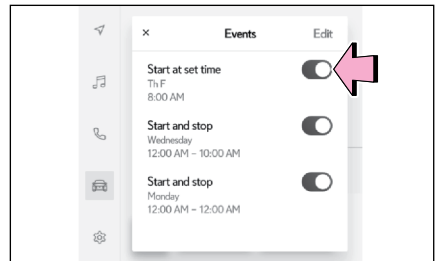 × Events Edit
Start at set time
Th F
8:00 AM
Start and stop
Wednesday
12:00 AM – 10:00 AM
Start and stop
Monday
12:00 AM – 12:00 AM